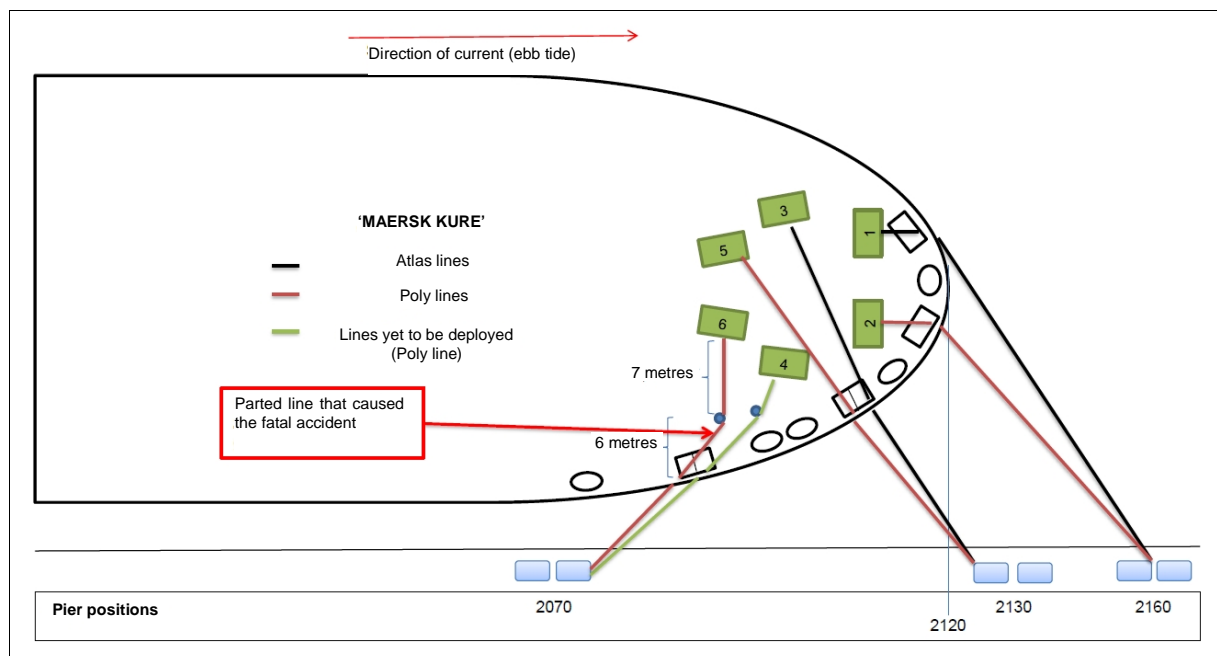 Direction of current (ebb tide)
‘MAERSK KURE’
Atlas lines
Poly lines
Lines yet to be deployed
(Poly line)
Parted line that caused
the fatal accident
7 metres
6 metres
1
2
3
4
5
6
Pier positions
2070
2120
2130
2160